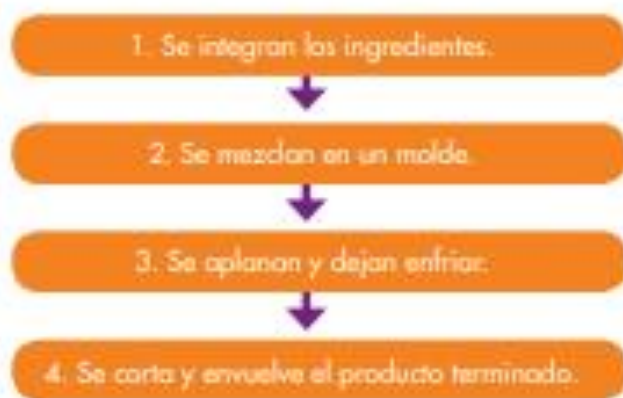 1. Se integran los ingredientes.
2. Se mezclan en un molde.
3. Se aplanan y dejan enfriar.
4. Se corta y envuelve el producto terminado.